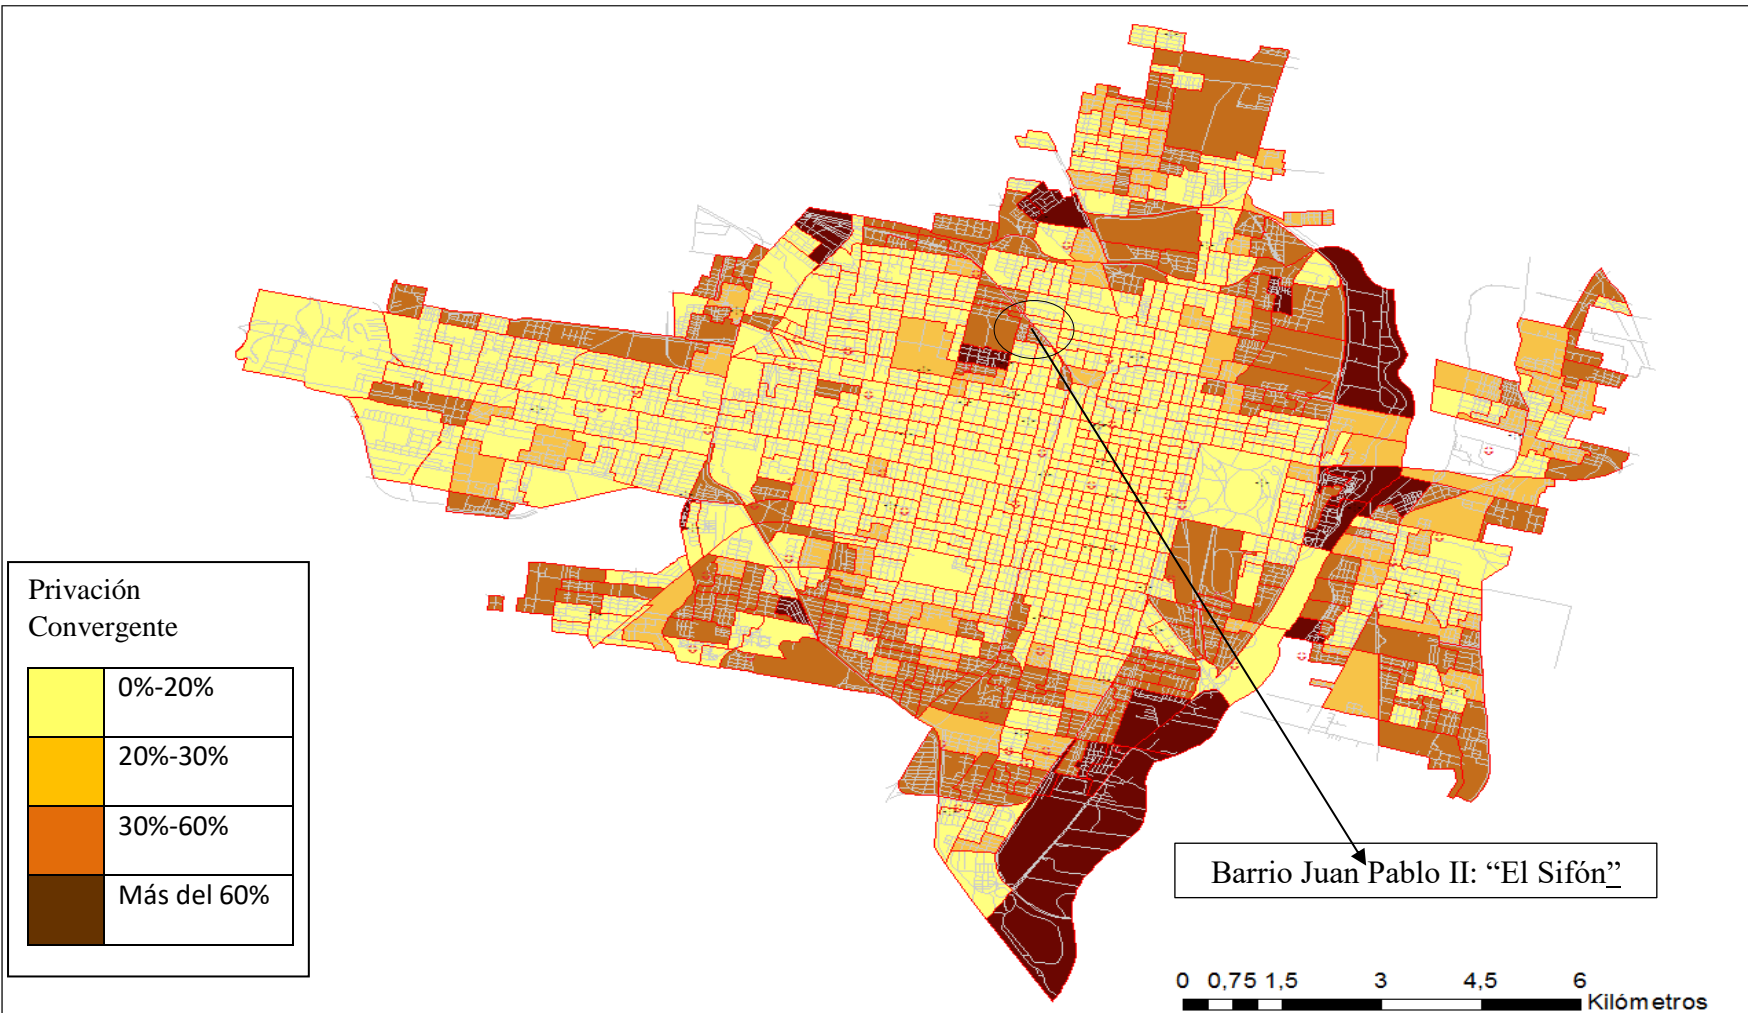 Privación
Convergente
0%-20%
20%-30%
30%-60%
Más del 60%
Barrio Juan Pablo II: “El Sifón”
0 0,75 1,5 3 4,5 6
Kilómetros